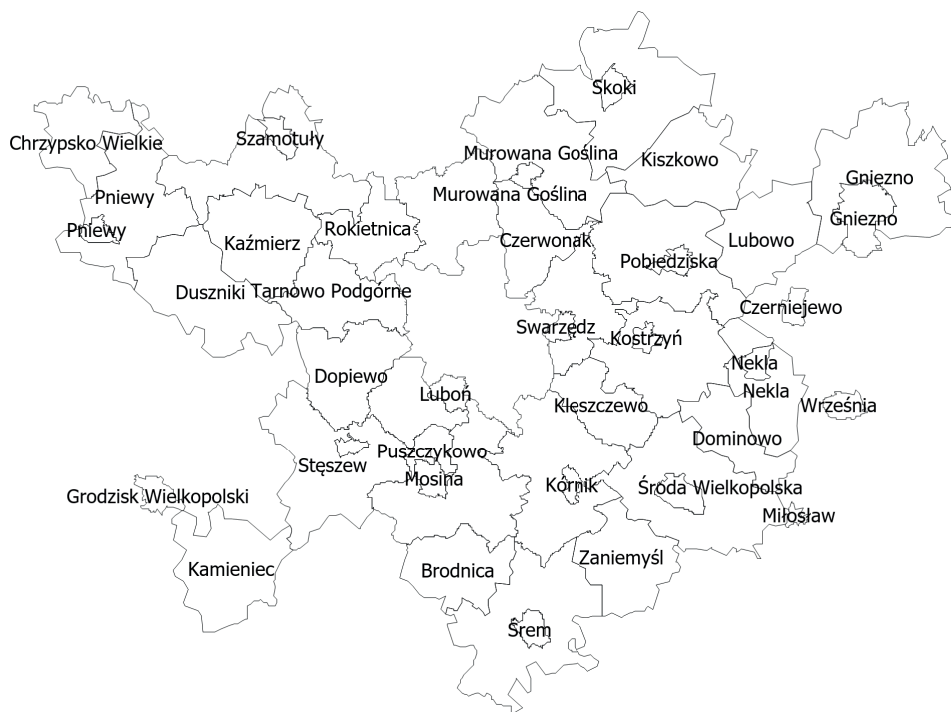 Skoki
Szamotuły
Chrzypsko Wielkie
Murowana Goślina
Kiszkowo
Gniezno
Pniewy
Murowana Goślina
Gniezno
Pniewy
Rokietnica
Kaźmierz
Czerwonak
Lubowo
Pobiedziska
Duszniki
Tarnowo Podgórne
Czerniejewo
Swarzędz
Kostrzyń
Nekla
Dopiewo
Nekla
Luboń
Kleszczewo
Września
Dominowo
Puszczykowo
Stęszew
Mosina
Kórnik
Środa Wielkopolska
Grodzisk Wielkopolski
Miłosław
Zaniemyśl
Kamieniec
Brodnica
Śrem